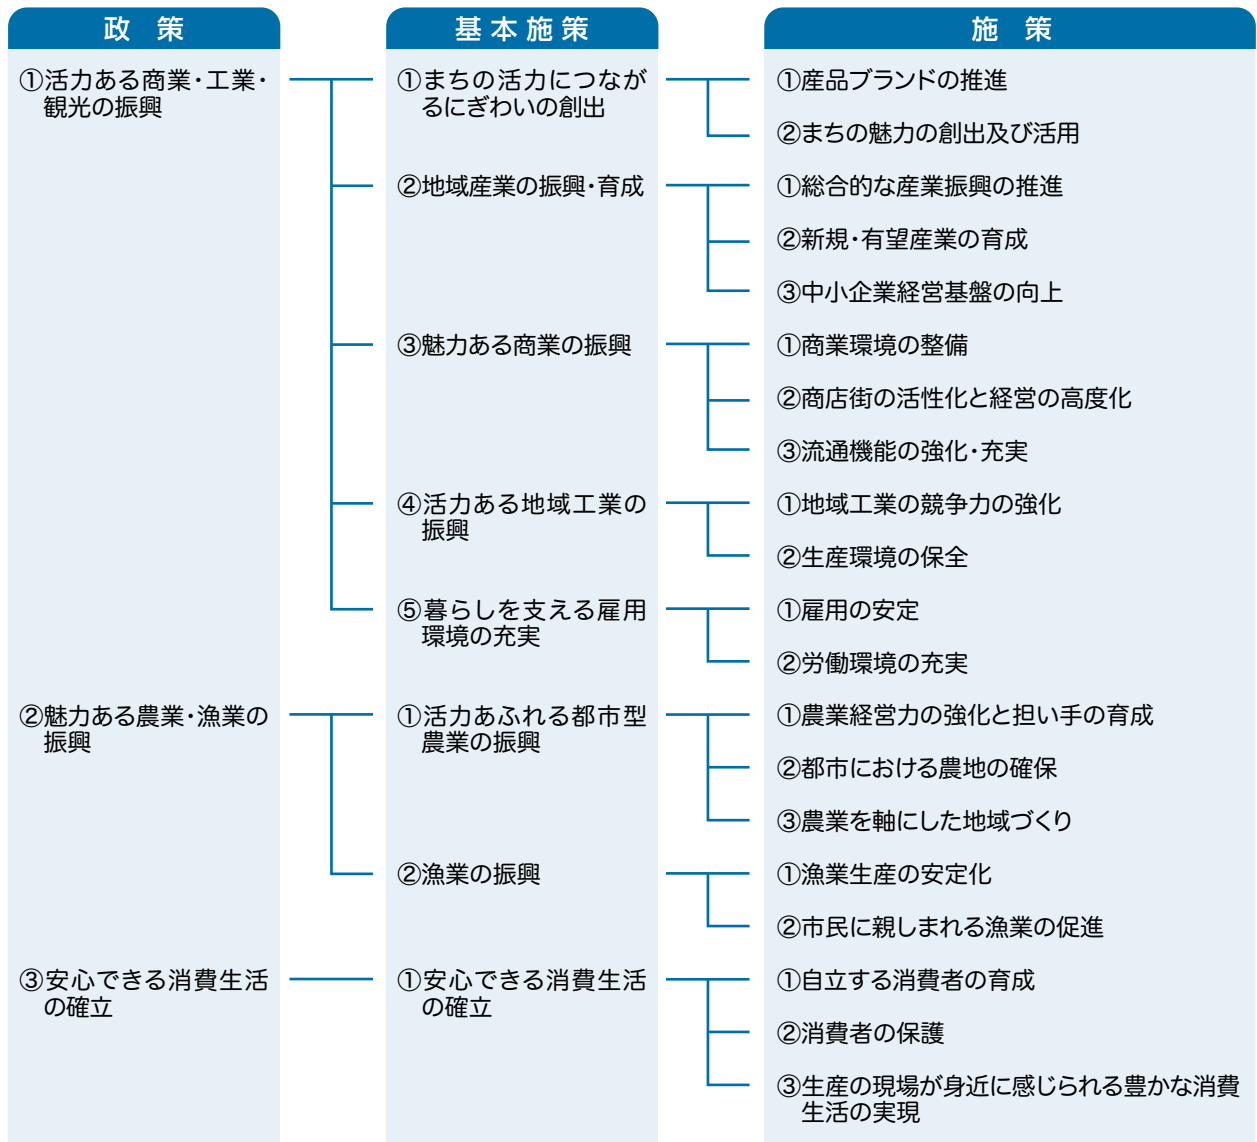 政 策
基本施策
施 策
①活力ある商業・工業・
観光の振興
①まちの活力につなが
るにぎわいの創出
①産品ブランドの推進
②まちの魅力の創出及び活用
②地域産業の振興・育成
①総合的な産業振興の推進
②新規・有望産業の育成
③中小企業経営基盤の向上
③魅力ある商業の振興
①商業環境の整備
②商店街の活性化と経営の高度化
③流通機能の強化・充実
④活力ある地域工業の
振興
①地域工業の競争力の強化
②生産環境の保全
⑤暮らしを支える雇用
環境の充実
①雇用の安定
②労働環境の充実
②魅力ある農業・漁業の
振興
①活力あふれる都市型
農業の振興
①農業経営力の強化と担い手の育成
②都市における農地の確保
③農業を軸にした地域づくり
②漁業の振興
①漁業生産の安定化
②市民に親しまれる漁業の促進
③安心できる消費生活
の確立
①安心できる消費生活
の確立
①自立する消費者の育成
②消費者の保護
③生産の現場が身近に感じられる豊かな消費
生活の実現